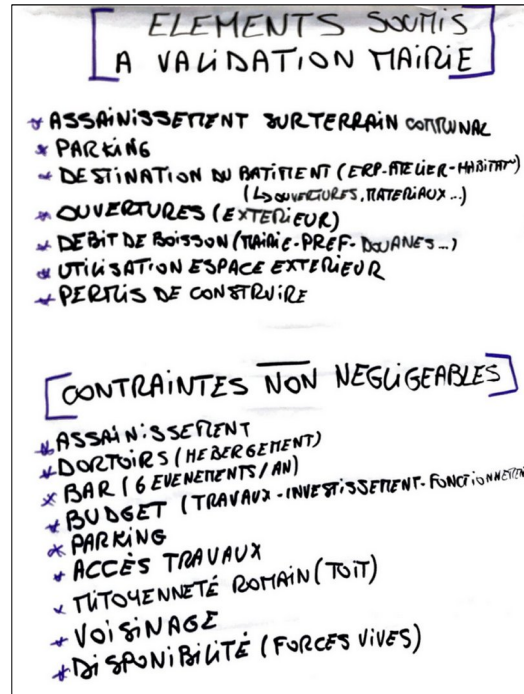 ELEMENTS SOUMIS
A VALIDATION MAIRIE
* ASSAINISSEMENT SUR TERRAIN COMMUNAL
* PARKING
* DESTINATION DU BATIMENT (ERP-ATELIER-HABITAT)
(↳ OUVERTURES, MATERIAUX...)
* OUVERTURES (EXTERIEUR)
* DEBIT DE BOISSON (MAIRIE-PREF-DOUANES...)
* UTILISATION ESPACE EXTERIEUR
* PERMIS DE CONSTRUIRE
CONTRAINTES NON NEGLIGEABLES
* ASSAINISSEMENT
* DORTOIRS (HEBERGEMENT)
* BAR (6 EVENEMENTS/AN)
* BUDGET (TRAVAUX-INVESTISSEMENT-FONCTIONNEMEN
* PARKING
* ACCÈS TRAVAUX
* MITOYENNETÉ ROMAIN (TOIT)
* VOISINAGE
* DISPONIBILITÉ (FORCES VIVES)